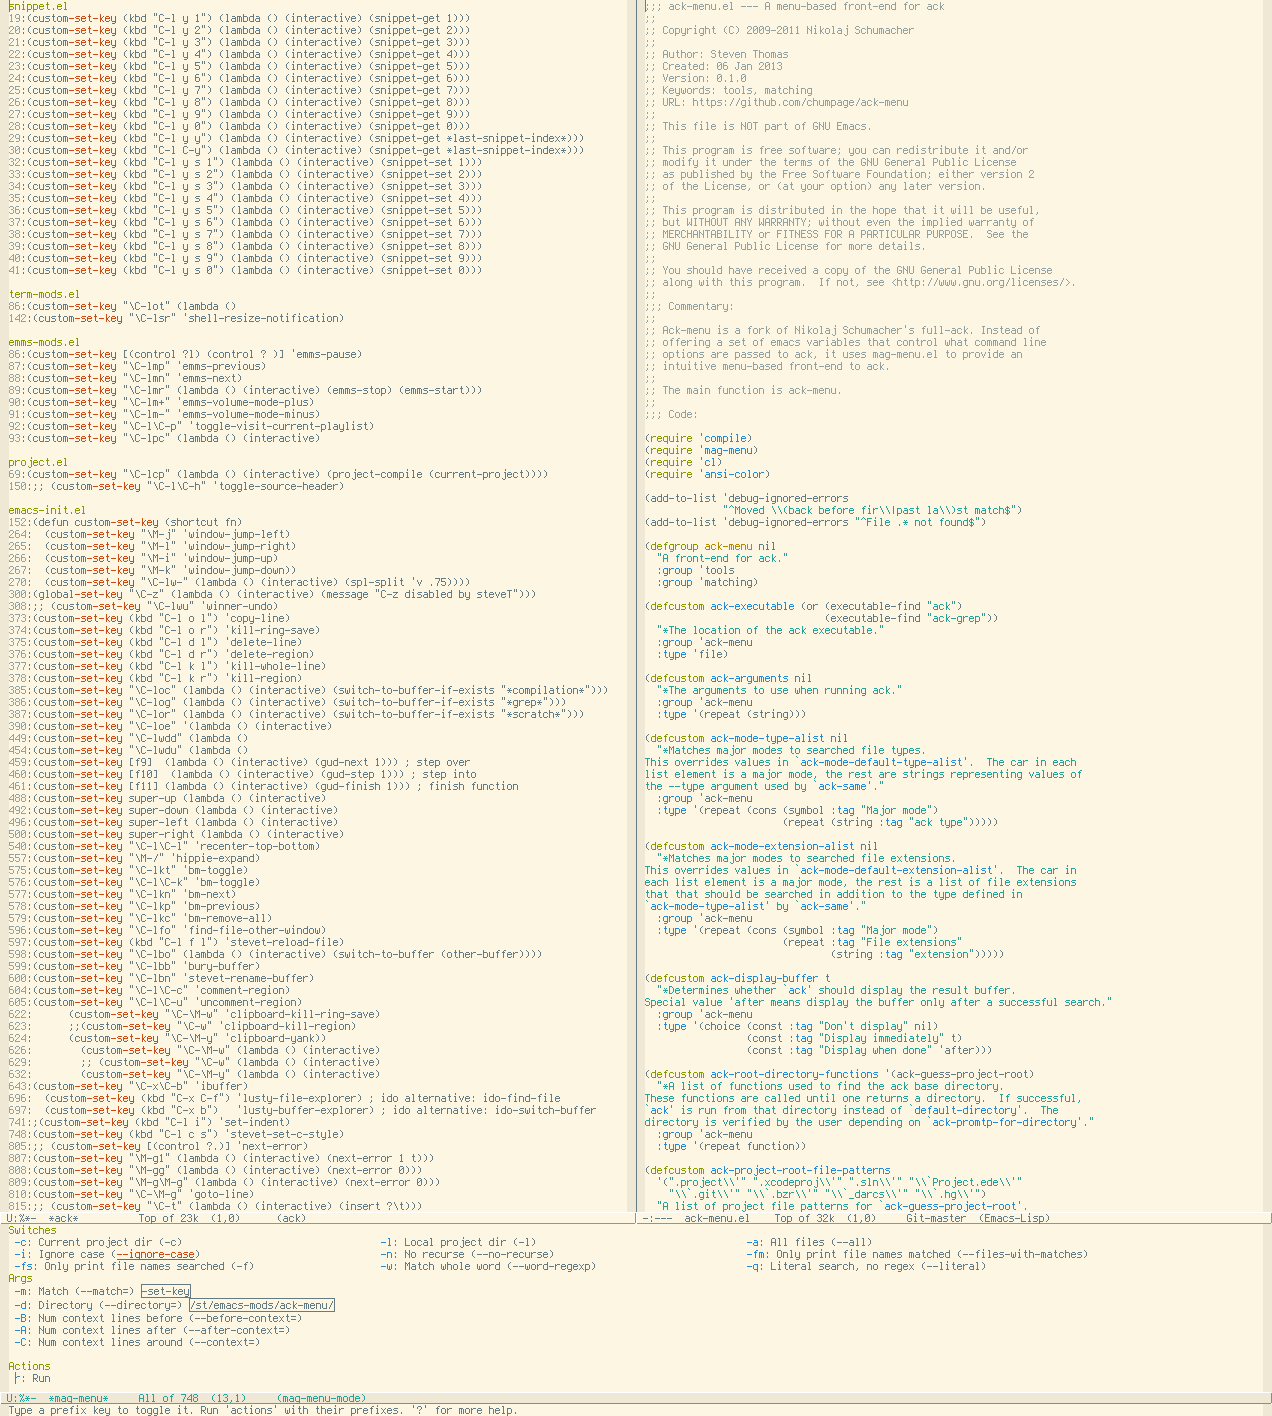 snippet.el
19:(custom-set-key (kbd "C-l y 1") (lambda () (interactive) (snippet-get 1)))
20:(custom-set-key (kbd "C-l y 2") (lambda () (interactive) (snippet-get 2)))
21:(custom-set-key (kbd "C-l y 3") (lambda () (interactive) (snippet-get 3)))
22:(custom-set-key (kbd "C-l y 4") (lambda () (interactive) (snippet-get 4)))
23:(custom-set-key (kbd "C-l y 5") (lambda () (interactive) (snippet-get 5)))
24:(custom-set-key (kbd "C-l y 6") (lambda () (interactive) (snippet-get 6)))
25:(custom-set-key (kbd "C-l y 7") (lambda () (interactive) (snippet-get 7)))
26:(custom-set-key (kbd "C-l y 8") (lambda () (interactive) (snippet-get 8)))
27:(custom-set-key (kbd "C-l y 9") (lambda () (interactive) (snippet-get 9)))
28:(custom-set-key (kbd "C-l y 0") (lambda () (interactive) (snippet-get 0)))
29:(custom-set-key (kbd "C-l y y") (lambda () (interactive) (snippet-get *last-snippet-index*)))
30:(custom-set-key (kbd "C-l C-y") (lambda () (interactive) (snippet-get *last-snippet-index*)))
32:(custom-set-key (kbd "C-l y s 1") (lambda () (interactive) (snippet-set 1)))
33:(custom-set-key (kbd "C-l y s 2") (lambda () (interactive) (snippet-set 2)))
34:(custom-set-key (kbd "C-l y s 3") (lambda () (interactive) (snippet-set 3)))
35:(custom-set-key (kbd "C-l y s 4") (lambda () (interactive) (snippet-set 4)))
36:(custom-set-key (kbd "C-l y s 5") (lambda () (interactive) (snippet-set 5)))
37:(custom-set-key (kbd "C-l y s 6") (lambda () (interactive) (snippet-set 6)))
38:(custom-set-key (kbd "C-l y s 7") (lambda () (interactive) (snippet-set 7)))
39:(custom-set-key (kbd "C-l y s 8") (lambda () (interactive) (snippet-set 8)))
40:(custom-set-key (kbd "C-l y s 9") (lambda () (interactive) (snippet-set 9)))
41:(custom-set-key (kbd "C-l y s 0") (lambda () (interactive) (snippet-set 0)))
term-mods.el
86:(custom-set-key "\C-lot" (lambda ()
142:(custom-set-key "\C-lsr" 'shell-resize-notification)
emms-mods.el
86:(custom-set-key [(control ?l) (control ? )] 'emms-pause)
87:(custom-set-key "\C-lmp" 'emms-previous)
88:(custom-set-key "\C-lmn" 'emms-next)
89:(custom-set-key "\C-lmr" (lambda () (interactive) (emms-stop) (emms-start)))
90:(custom-set-key "\C-lm+" 'emms-volume-mode-plus)
91:(custom-set-key "\C-lm-" 'emms-volume-mode-minus)
92:(custom-set-key "\C-l\C-p" 'toggle-visit-current-playlist)
93:(custom-set-key "\C-lpc" (lambda () (interactive)
project.el
69:(custom-set-key "\C-lcp" (lambda () (interactive) (project-compile (current-project))))
150:;; (custom-set-key "\C-l\C-h" 'toggle-source-header)
emacs-init.el
152:(defun custom-set-key (shortcut fn)
264:  (custom-set-key "\M-j" 'window-jump-left)
265:  (custom-set-key "\M-l" 'window-jump-right)
266:  (custom-set-key "\M-i" 'window-jump-up)
267:  (custom-set-key "\M-k" 'window-jump-down))
270:  (custom-set-key "\C-lw-" (lambda () (interactive) (spl-split 'v .75))))
300:(global-set-key "\C-z" (lambda () (interactive) (message "C-z disabled by steveT")))
308:;;; (custom-set-key "\C-lwu" 'winner-undo)
373:(custom-set-key (kbd "C-l o l") 'copy-line)
374:(custom-set-key (kbd "C-l o r") 'kill-ring-save)
375:(custom-set-key (kbd "C-l d l") 'delete-line)
376:(custom-set-key (kbd "C-l d r") 'delete-region)
377:(custom-set-key (kbd "C-l k l") 'kill-whole-line)
378:(custom-set-key (kbd "C-l k r") 'kill-region)
385:(custom-set-key "\C-loc" (lambda () (interactive) (switch-to-buffer-if-exists "*compilation*")))
386:(custom-set-key "\C-log" (lambda () (interactive) (switch-to-buffer-if-exists "*grep*")))
387:(custom-set-key "\C-lor" (lambda () (interactive) (switch-to-buffer-if-exists "*scratch*")))
390:(custom-set-key "\C-loe" '(lambda () (interactive)
449:(custom-set-key "\C-lwdd" (lambda ()
454:(custom-set-key "\C-lwdu" (lambda ()
459:(custom-set-key [f9]  (lambda () (interactive) (gud-next 1))) ; step over
460:(custom-set-key [f10]  (lambda () (interactive) (gud-step 1))) ; step into
461:(custom-set-key [f11] (lambda () (interactive) (gud-finish 1))) ; finish function
488:(custom-set-key super-up (lambda () (interactive)
492:(custom-set-key super-down (lambda () (interactive)
496:(custom-set-key super-left (lambda () (interactive)
500:(custom-set-key super-right (lambda () (interactive)
540:(custom-set-key "\C-l\C-l" 'recenter-top-bottom)
557:(custom-set-key "\M-/" 'hippie-expand)
575:(custom-set-key "\C-lkt" 'bm-toggle)
576:(custom-set-key "\C-l\C-k" 'bm-toggle)
577:(custom-set-key "\C-lkn" 'bm-next)
578:(custom-set-key "\C-lkp" 'bm-previous)
579:(custom-set-key "\C-lkc" 'bm-remove-all)
596:(custom-set-key "\C-lfo" 'find-file-other-window)
597:(custom-set-key (kbd "C-l f l") 'stevet-reload-file)
598:(custom-set-key "\C-lbo" (lambda () (interactive) (switch-to-buffer (other-buffer))))
599:(custom-set-key "\C-lbb" 'bury-buffer)
600:(custom-set-key "\C-lbn" 'stevet-rename-buffer)
604:(custom-set-key "\C-l\C-c" 'comment-region)
605:(custom-set-key "\C-l\C-u" 'uncomment-region)
622:      (custom-set-key "\C-\M-w" 'clipboard-kill-ring-save)
623:      ;;(custom-set-key "\C-w" 'clipboard-kill-region)
624:      (custom-set-key "\C-\M-y" 'clipboard-yank))
626:        (custom-set-key "\C-\M-w" (lambda () (interactive)
629:        ;; (custom-set-key "\C-w" (lambda () (interactive)
632:        (custom-set-key "\C-\M-y" (lambda () (interactive)
643:(custom-set-key "\C-x\C-b" 'ibuffer)
696:  (custom-set-key (kbd "C-x C-f") 'lusty-file-explorer) ; ido alternative: ido-find-file
697:  (custom-set-key (kbd "C-x b")   'lusty-buffer-explorer) ; ido alternative: ido-switch-buffer
741:;(custom-set-key (kbd "C-l i") 'set-indent)
748:(custom-set-key (kbd "C-l c s") 'stevet-set-c-style)
805:;; (custom-set-key [(control ?.)] 'next-error)
807:(custom-set-key "\M-g1" (lambda () (interactive) (next-error 1 t)))
808:(custom-set-key "\M-gg" (lambda () (interactive) (next-error 0)))
809:(custom-set-key "\M-g\M-g" (lambda () (interactive) (next-error 0)))
810:(custom-set-key "\C-\M-g" 'goto-line)
815:;; (custom-set-key "\C-t" (lambda () (interactive) (insert ?\t)))
U:%*-  *ack*          Top of 23k  (1,0)      (ack)
;;; ack-menu.el --- A menu-based front-end for ack
;;
;; Copyright (C) 2009-2011 Nikolaj Schumacher
;;
;; Author: Steven Thomas
;; Created: 06 Jan 2013
;; Version: 0.1.0
;; Keywords: tools, matching
;; URL: https://github.com/chumpage/ack-menu
;;
;; This file is NOT part of GNU Emacs.
;;
;; This program is free software; you can redistribute it and/or
;; modify it under the terms of the GNU General Public License
;; as published by the Free Software Foundation; either version 2
;; of the License, or (at your option) any later version.
;;
;; This program is distributed in the hope that it will be useful,
;; but WITHOUT ANY WARRANTY; without even the implied warranty of
;; MERCHANTABILITY or FITNESS FOR A PARTICULAR PURPOSE.  See the
;; GNU General Public License for more details.
;;
;; You should have received a copy of the GNU General Public License
;; along with this program.  If not, see <http://www.gnu.org/licenses/>.
;;
;;; Commentary:
;;
;; Ack-menu is a fork of Nikolaj Schumacher's full-ack. Instead of
;; offering a set of emacs variables that control what command line
;; options are passed to ack, it uses mag-menu.el to provide an
;; intuitive menu-based front-end to ack.
;;
;; The main function is ack-menu.
;;
;;; Code:
(require 'compile)
(require 'mag-menu)
(require 'cl)
(require 'ansi-color)
(add-to-list 'debug-ignored-errors
             "^Moved \\(back before fir\\|past la\\)st match$")
(add-to-list 'debug-ignored-errors "^File .* not found$")
(defgroup ack-menu nil
  "A front-end for ack."
  :group 'tools
  :group 'matching)
(defcustom ack-executable (or (executable-find "ack")
                              (executable-find "ack-grep"))
  "*The location of the ack executable."
  :group 'ack-menu
  :type 'file)
(defcustom ack-arguments nil
  "*The arguments to use when running ack."
  :group 'ack-menu
  :type '(repeat (string)))
(defcustom ack-mode-type-alist nil
  "*Matches major modes to searched file types.
This overrides values in `ack-mode-default-type-alist'.  The car in each
list element is a major mode, the rest are strings representing values of
the --type argument used by `ack-same'."
  :group 'ack-menu
  :type '(repeat (cons (symbol :tag "Major mode")
                       (repeat (string :tag "ack type")))))
(defcustom ack-mode-extension-alist nil
  "*Matches major modes to searched file extensions.
This overrides values in `ack-mode-default-extension-alist'.  The car in
each list element is a major mode, the rest is a list of file extensions
that that should be searched in addition to the type defined in
`ack-mode-type-alist' by `ack-same'."
  :group 'ack-menu
  :type '(repeat (cons (symbol :tag "Major mode")
                       (repeat :tag "File extensions"
                               (string :tag "extension")))))
(defcustom ack-display-buffer t
  "*Determines whether `ack' should display the result buffer.
Special value 'after means display the buffer only after a successful search."
  :group 'ack-menu
  :type '(choice (const :tag "Don't display" nil)
                 (const :tag "Display immediately" t)
                 (const :tag "Display when done" 'after)))
(defcustom ack-root-directory-functions '(ack-guess-project-root)
  "*A list of functions used to find the ack base directory.
These functions are called until one returns a directory.  If successful,
`ack' is run from that directory instead of `default-directory'.  The
directory is verified by the user depending on `ack-promtp-for-directory'."
  :group 'ack-menu
  :type '(repeat function))
(defcustom ack-project-root-file-patterns
  '(".project\\'" ".xcodeproj\\'" ".sln\\'" "\\`Project.ede\\'"
    "\\`.git\\'" "\\`.bzr\\'" "\\`_darcs\\'" "\\`.hg\\'")
  "A list of project file patterns for `ack-guess-project-root'.
-:---  ack-menu.el    Top of 32k  (1,0)     Git-master  (Emacs-Lisp)
Switches
 -c: Current project dir (-c)   -l: Local project dir (-l)   -a: All files (--all)
 -i: Ignore case (--ignore-case)   -n: No recurse (--no-recurse)   -fm: Only print file names matched (--files-with-matches)
 -fs: Only print file names searched (-f)   -w: Match whole word (--word-regexp)   -q: Literal search, no regex (--literal)
Args
 -m: Match (--match=) -set-key
 -d: Directory (--directory=) /st/emacs-mods/ack-menu/
 -B: Num context lines before (--before-context=)
 -A: Num context lines after (--after-context=)
 -C: Num context lines around (--context=)
Actions
 r: Run
U:%*-  *mag-menu*     All of 748  (13,1)     (mag-menu-mode)
Type a prefix key to toggle it. Run 'actions' with their prefixes. '?' for more help.